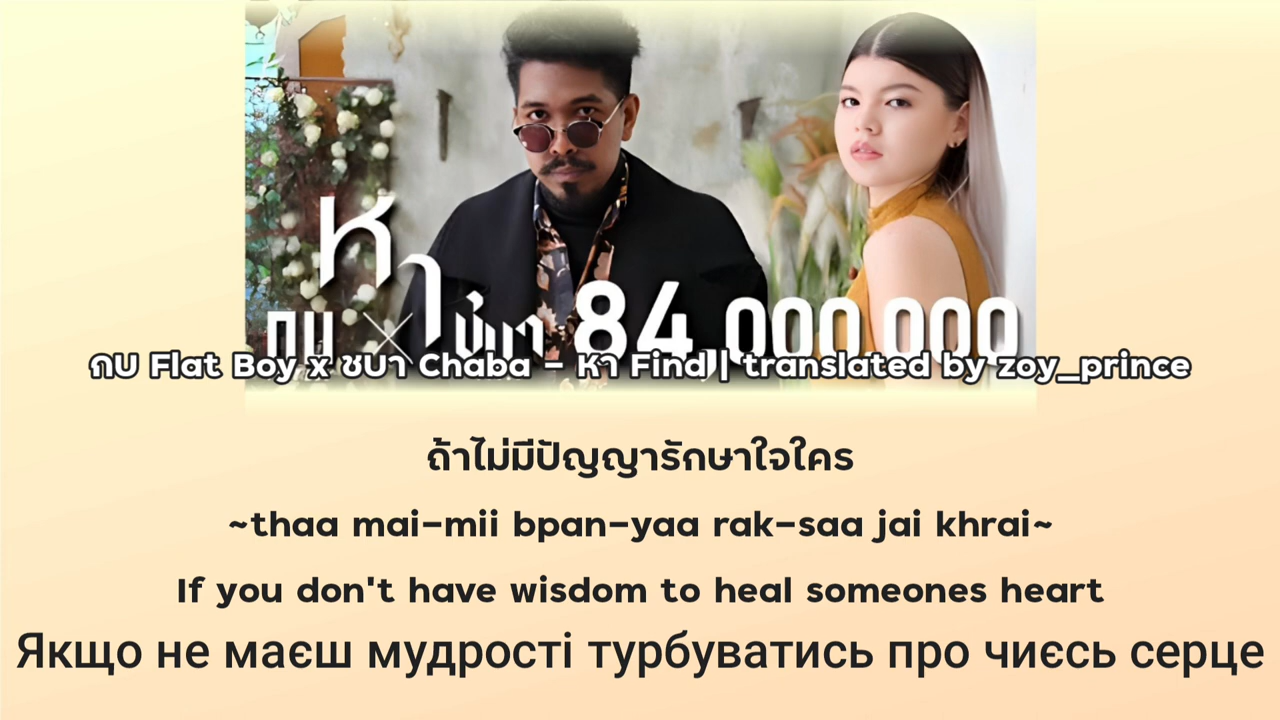 หา
กบ × ชบา 84,000,000
กบ Flat Boy x ชบา Chaba – หา Find | translated by zoy_prince
ถ้าไม่มีปัญญารักษาใจใคร
~thaa mai–mii bpan–yaa rak–saa jai khrai~
If you don't have wisdom to heal someones heart
Якщо не маєш мудрості турбуватись про чиєсь серце